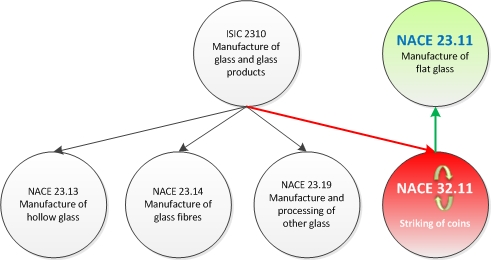 ISIC 2310
Manufacture of
glass and glass
products
NACE 23.11
Manufacture of
flat glass
NACE 23.13
Manufacture of
hollow glass
NACE 23.14
Manufacture of
glass fibres
NACE 23.19
Manufacture and
processing of
other glass
NACE 32.11
Striking of coins